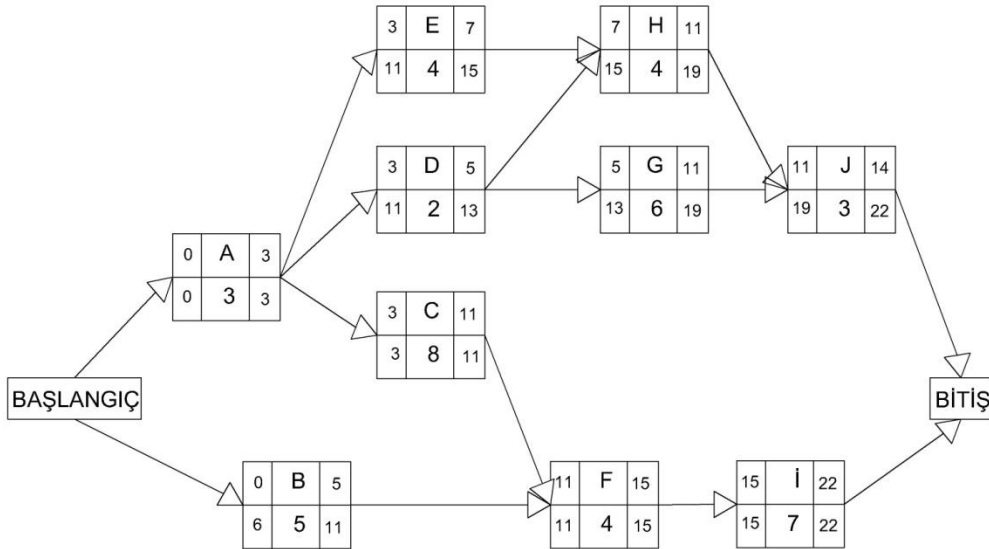 3 E 7
11 4 15
7 H 11
15 4 19
3 D 5
11 2 13
5 G 11
13 6 19
11 J 14
19 3 22
0 A 3
0 3 3
3 C 11
3 8 11
BAŞLANGIÇ
BİTİŞ
0 B 5
6 5 11
11 F 15
11 4 15
15 İ 22
15 7 22